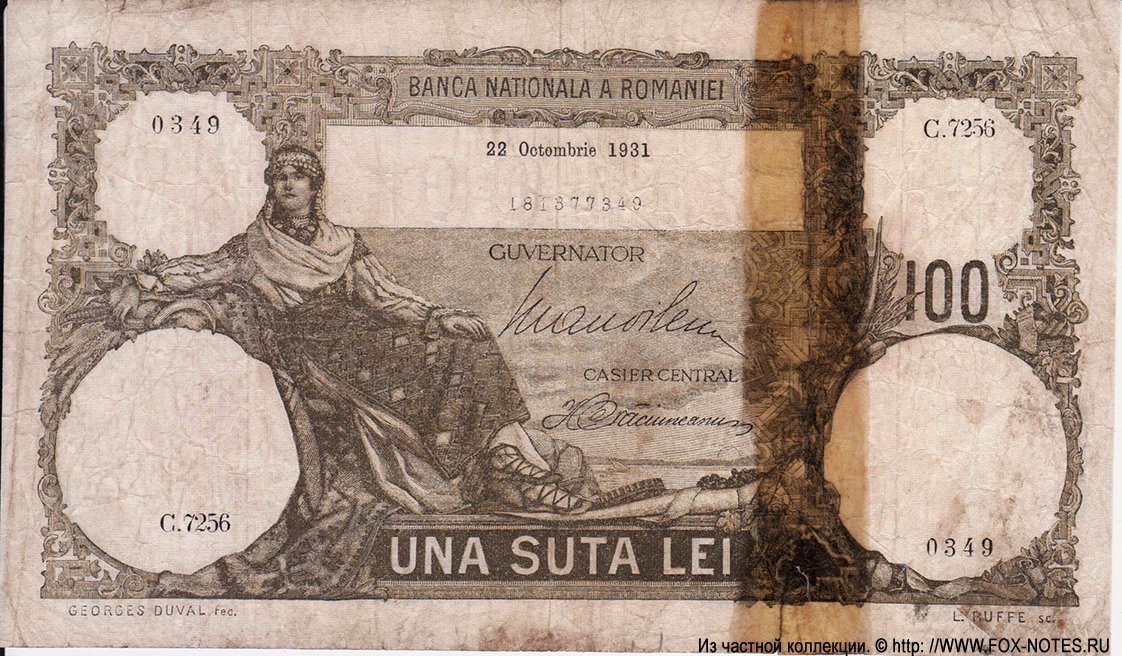 BANCA NATIONALA A ROMANIEI
0349
C.7256
22 Octombrie 1931
181377349
GUVERNATOR
Manoilescu
100
CASIER CENTRAL
C.7256
0349
UNA SUTA LEI
GEORGES DUVAL fec.
L. RUFFE sc.
Из частной коллекции. © http: //WWW.FOX-NOTES.RU